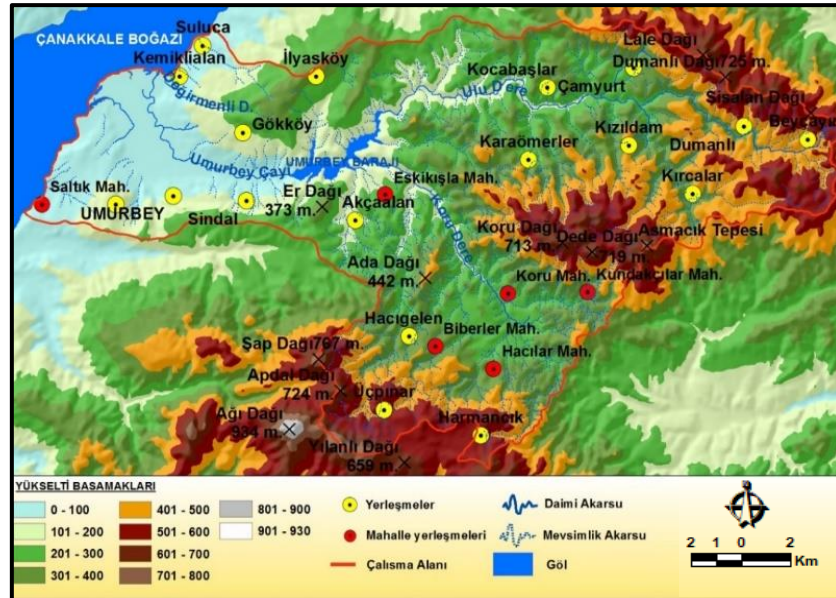 Suluca
ÇANAKKALE BOĞAZI
Kemiklialan
İlyasköy
Lale Dağı
Dumanlı Dağı 725 m.
Kocabaşlar
Çamyurt
Değirmenli D.
Ulu Dere
Şişalan Dağı
Beyçayır
Gökköy
Karaömerler
Kızıldam
Dumanlı
Umurbey Çayi
UMURBEY BARAJI
Saltık Mah.
Er Dağı
373 m.
Eskikışla Mah.
Kırcalar
UMURBEY
Sindal
Akçaalan
Koru Dere
Koru Dağı
713 m.
Dede Dağı
719 m.
Asmacık Tepesi
Ada Dağı
442 m.
Koru Mah.
Kundakçılar Mah.
Hacıgelen
Biberler Mah.
Şap Dağı 767 m.
Hacılar Mah.
Apdal Dağı
724 m.
Üçpınar
Ağı Dağı
934 m.
Harmancık
Yılanlı Dağı
659 m.
YÜKSELTİ BASAMAKLARI
0 - 100
401 - 500
801 - 900
Yerleşmeler
Daimi Akarsu
101 - 200
501 - 600
901 - 930
201 - 300
601 - 700
Mahalle yerleşmeleri
Mevsimlik Akarsu
301 - 400
701 - 800
Çalışma Alanı
Göl
2 1 0 2
Km